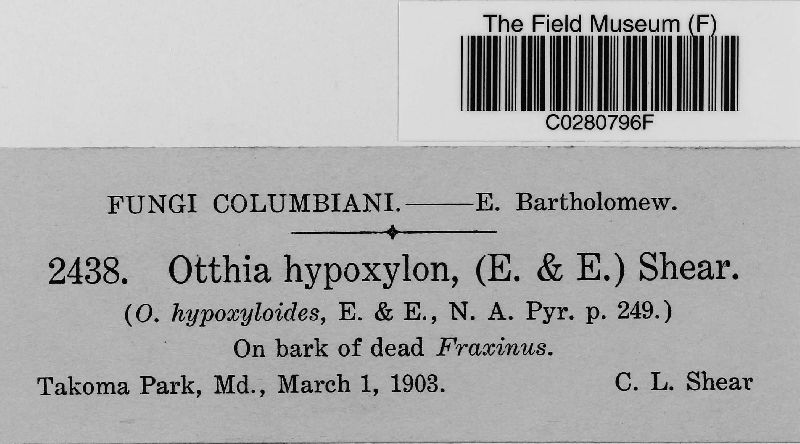 The Field Museum (F)
C0280796F
FUNGI COLUMBIANI.——E. Bartholomew.
2438. Otthia hypoxylon, (E. & E.) Shear.
(O. hypoxyloides, E. & E., N. A. Pyr. p. 249.)
On bark of dead Fraxinus.
Takoma Park, Md., March 1, 1903. C. L. Shear